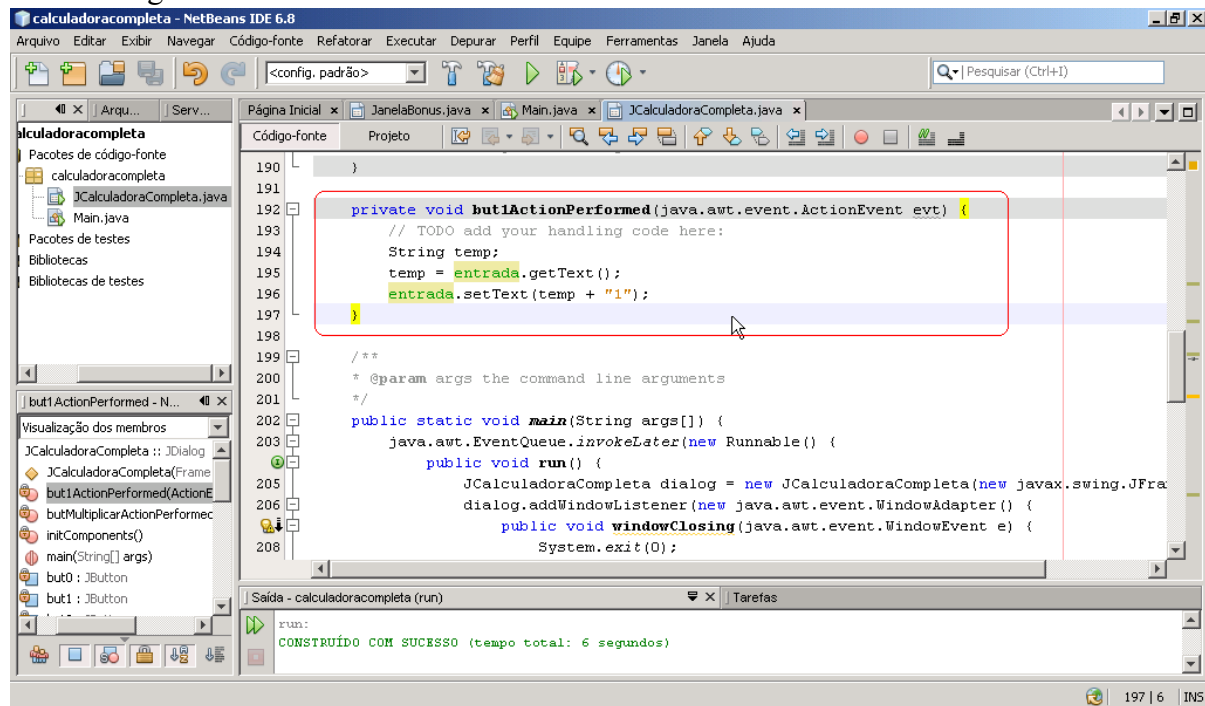 calculadoracompleta - NetBeans IDE 6.8
Arquivo Editar Exibir Navegar Código-fonte Refatorar Executar Depurar Perfil Equipe Ferramentas Janela Ajuda
<config. padrão>
Pesquisar (Ctrl+I)
Arqu... Serv...
Página Inicial JanelaBonus.java Main.java JCalculadoraCompleta.java
Código-fonte Projeto
alculadoracompleta
Pacotes de código-fonte
calculadoracompleta
JCalculadoraCompleta.java
Main.java
Pacotes de testes
Bibliotecas
Bibliotecas de testes
190 }
191
192 private void but1ActionPerformed(java.awt.event.ActionEvent evt) {
193 // TODO add your handling code here:
194 String temp;
195 temp = entrada.getText();
196 entrada.setText(temp + "1");
197 }
198
199 /**
200 * @param args the command line arguments
201 */
202 public static void main(String args[]) {
203 java.awt.EventQueue.invokeLater(new Runnable() {
public void run() {
205 JCalculadoraCompleta dialog = new JCalculadoraCompleta(new javax.swing.JFra
206 dialog.addWindowListener(new java.awt.event.WindowAdapter() {
public void windowClosing(java.awt.event.WindowEvent e) {
208 System.exit(0);
but1ActionPerformed - N...
Visualização dos membros
JCalculadoraCompleta :: JDialog
JCalculadoraCompleta(Frame
but1ActionPerformed(ActionE
butMultiplicarActionPerformec
initComponents()
main(String[] args)
but0 : JButton
but1 : JButton
Saída - calculadoracompleta (run)
Tarefas
run:
CONSTRUÍDO COM SUCESSO (tempo total: 6 segundos)
197 | 6 INS